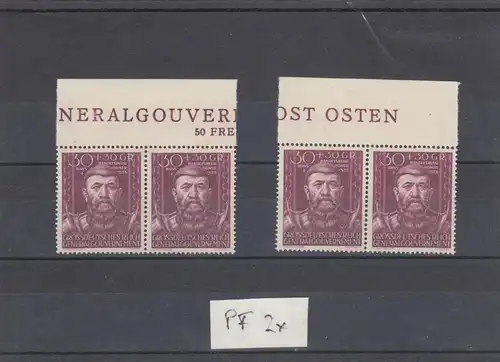 NERALGOUVERN
50 FRE
OST OSTEN
30 + 30 GR.
30 + 30 GR.
30 + 30 GR.
30 + 30 GR.
GROSSDEUTSCHES REICH
GENERALGOUVERNEMENT
GROSSDEUTSCHES REICH
GENERALGOUVERNEMENT
GROSSDEUTSCHES REICH
GENERALGOUVERNEMENT
GROSSDEUTSCHES REICH
GENERALGOUVERNEMENT
PF 2x